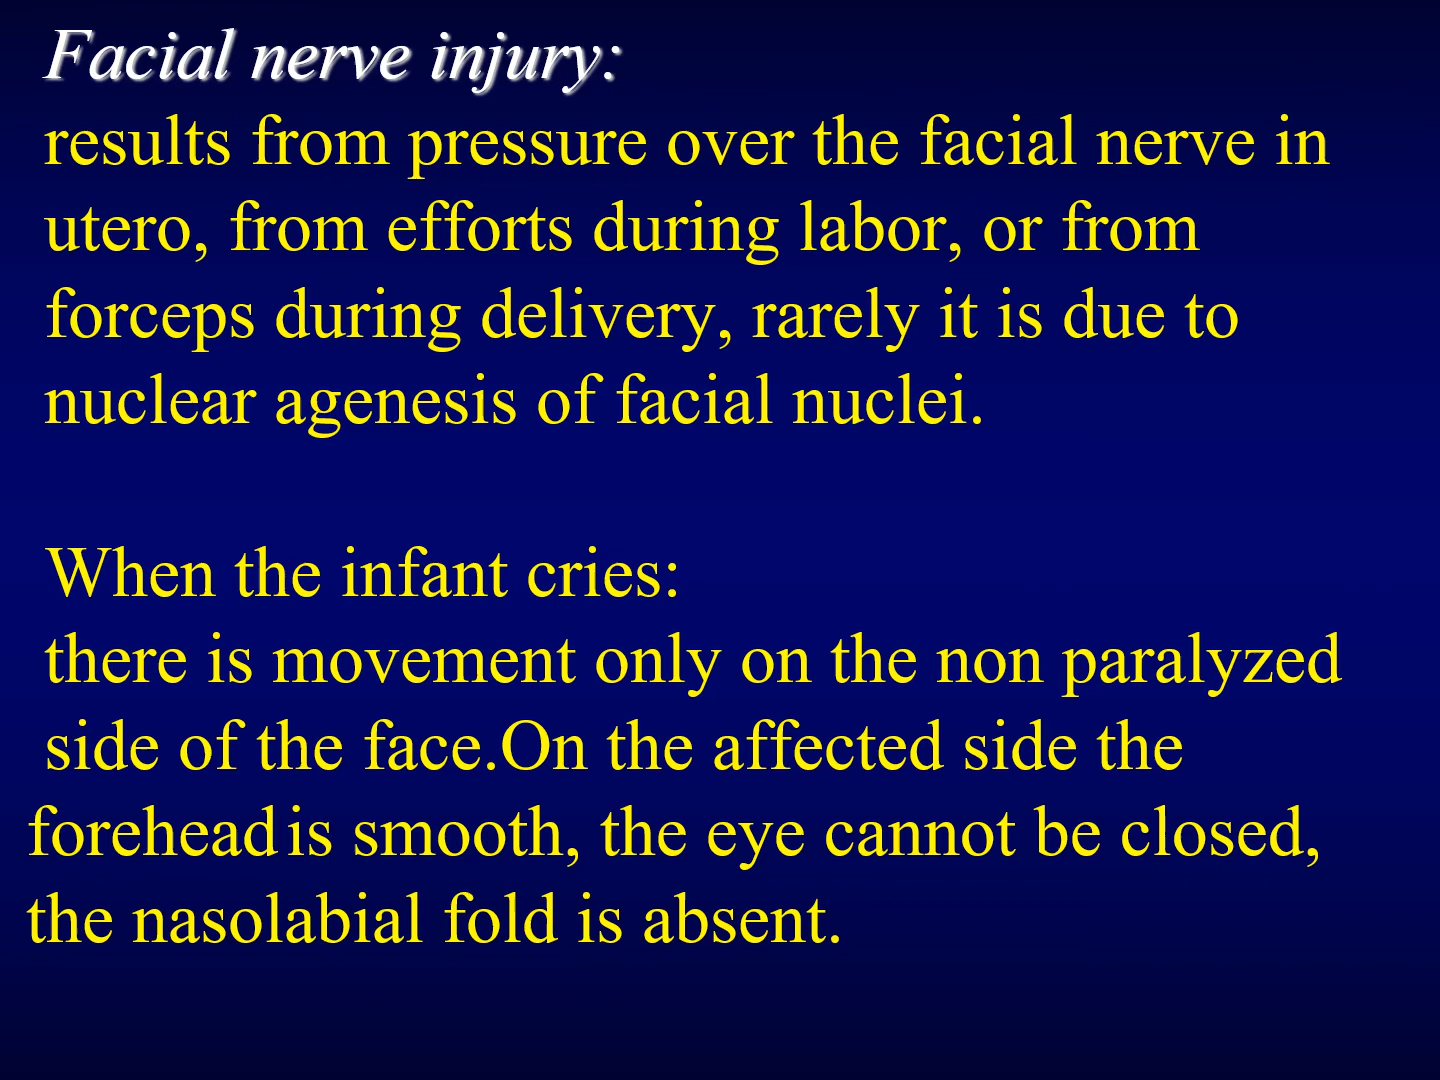 Facial nerve injury:
results from pressure over the facial nerve in
utero, from efforts during labor, or from
forceps during delivery, rarely it is due to
nuclear agenesis of facial nuclei.
When the infant cries:
there is movement only on the non paralyzed
side of the face.On the affected side the
forehead is smooth, the eye cannot be closed,
the nasolabial fold is absent.